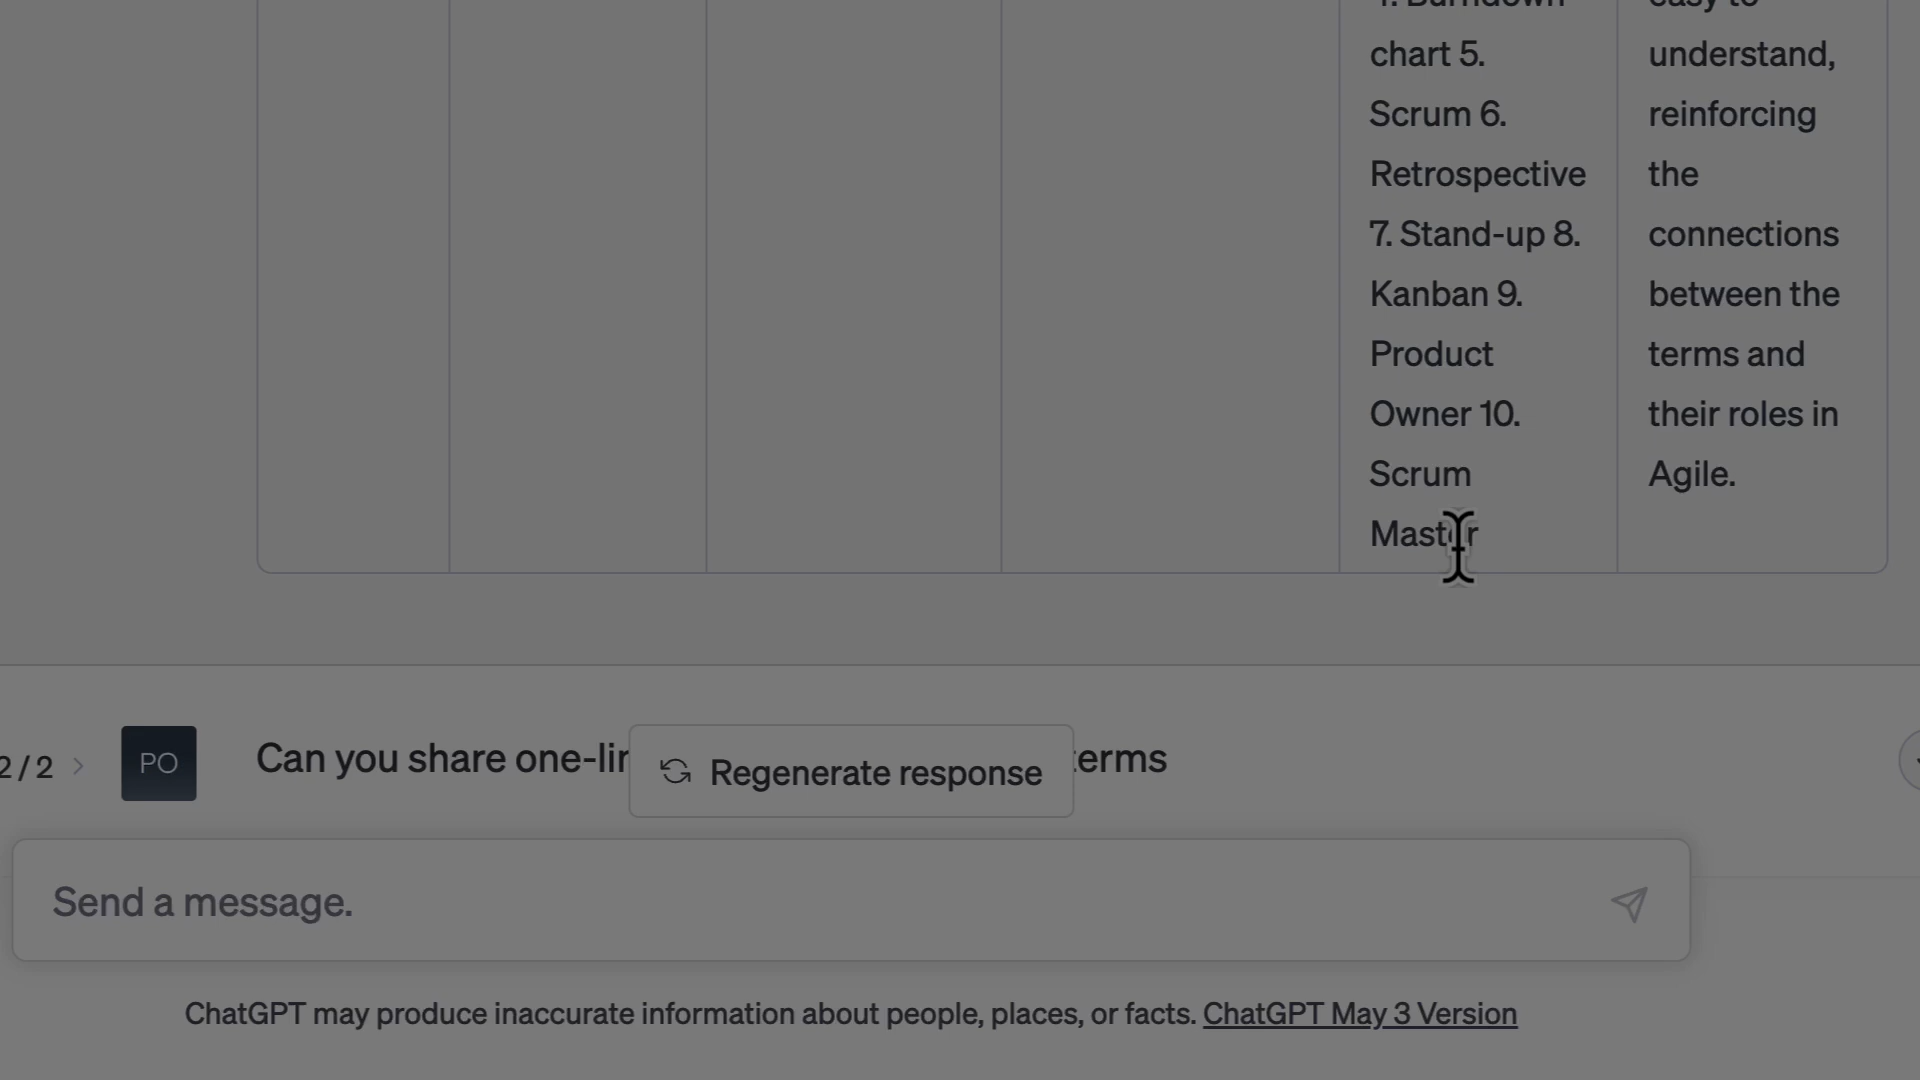 chart 5.
Scrum 6.
Retrospective
7. Stand-up 8.
Kanban 9.
Product
Owner 10.
Scrum
Master
understand,
reinforcing
the
connections
between the
terms and
their roles in
Agile.
2 / 2
PO
Can you share one-lin
terms
Regenerate response
Send a message.
ChatGPT may produce inaccurate information about people, places, or facts. ChatGPT May 3 Version